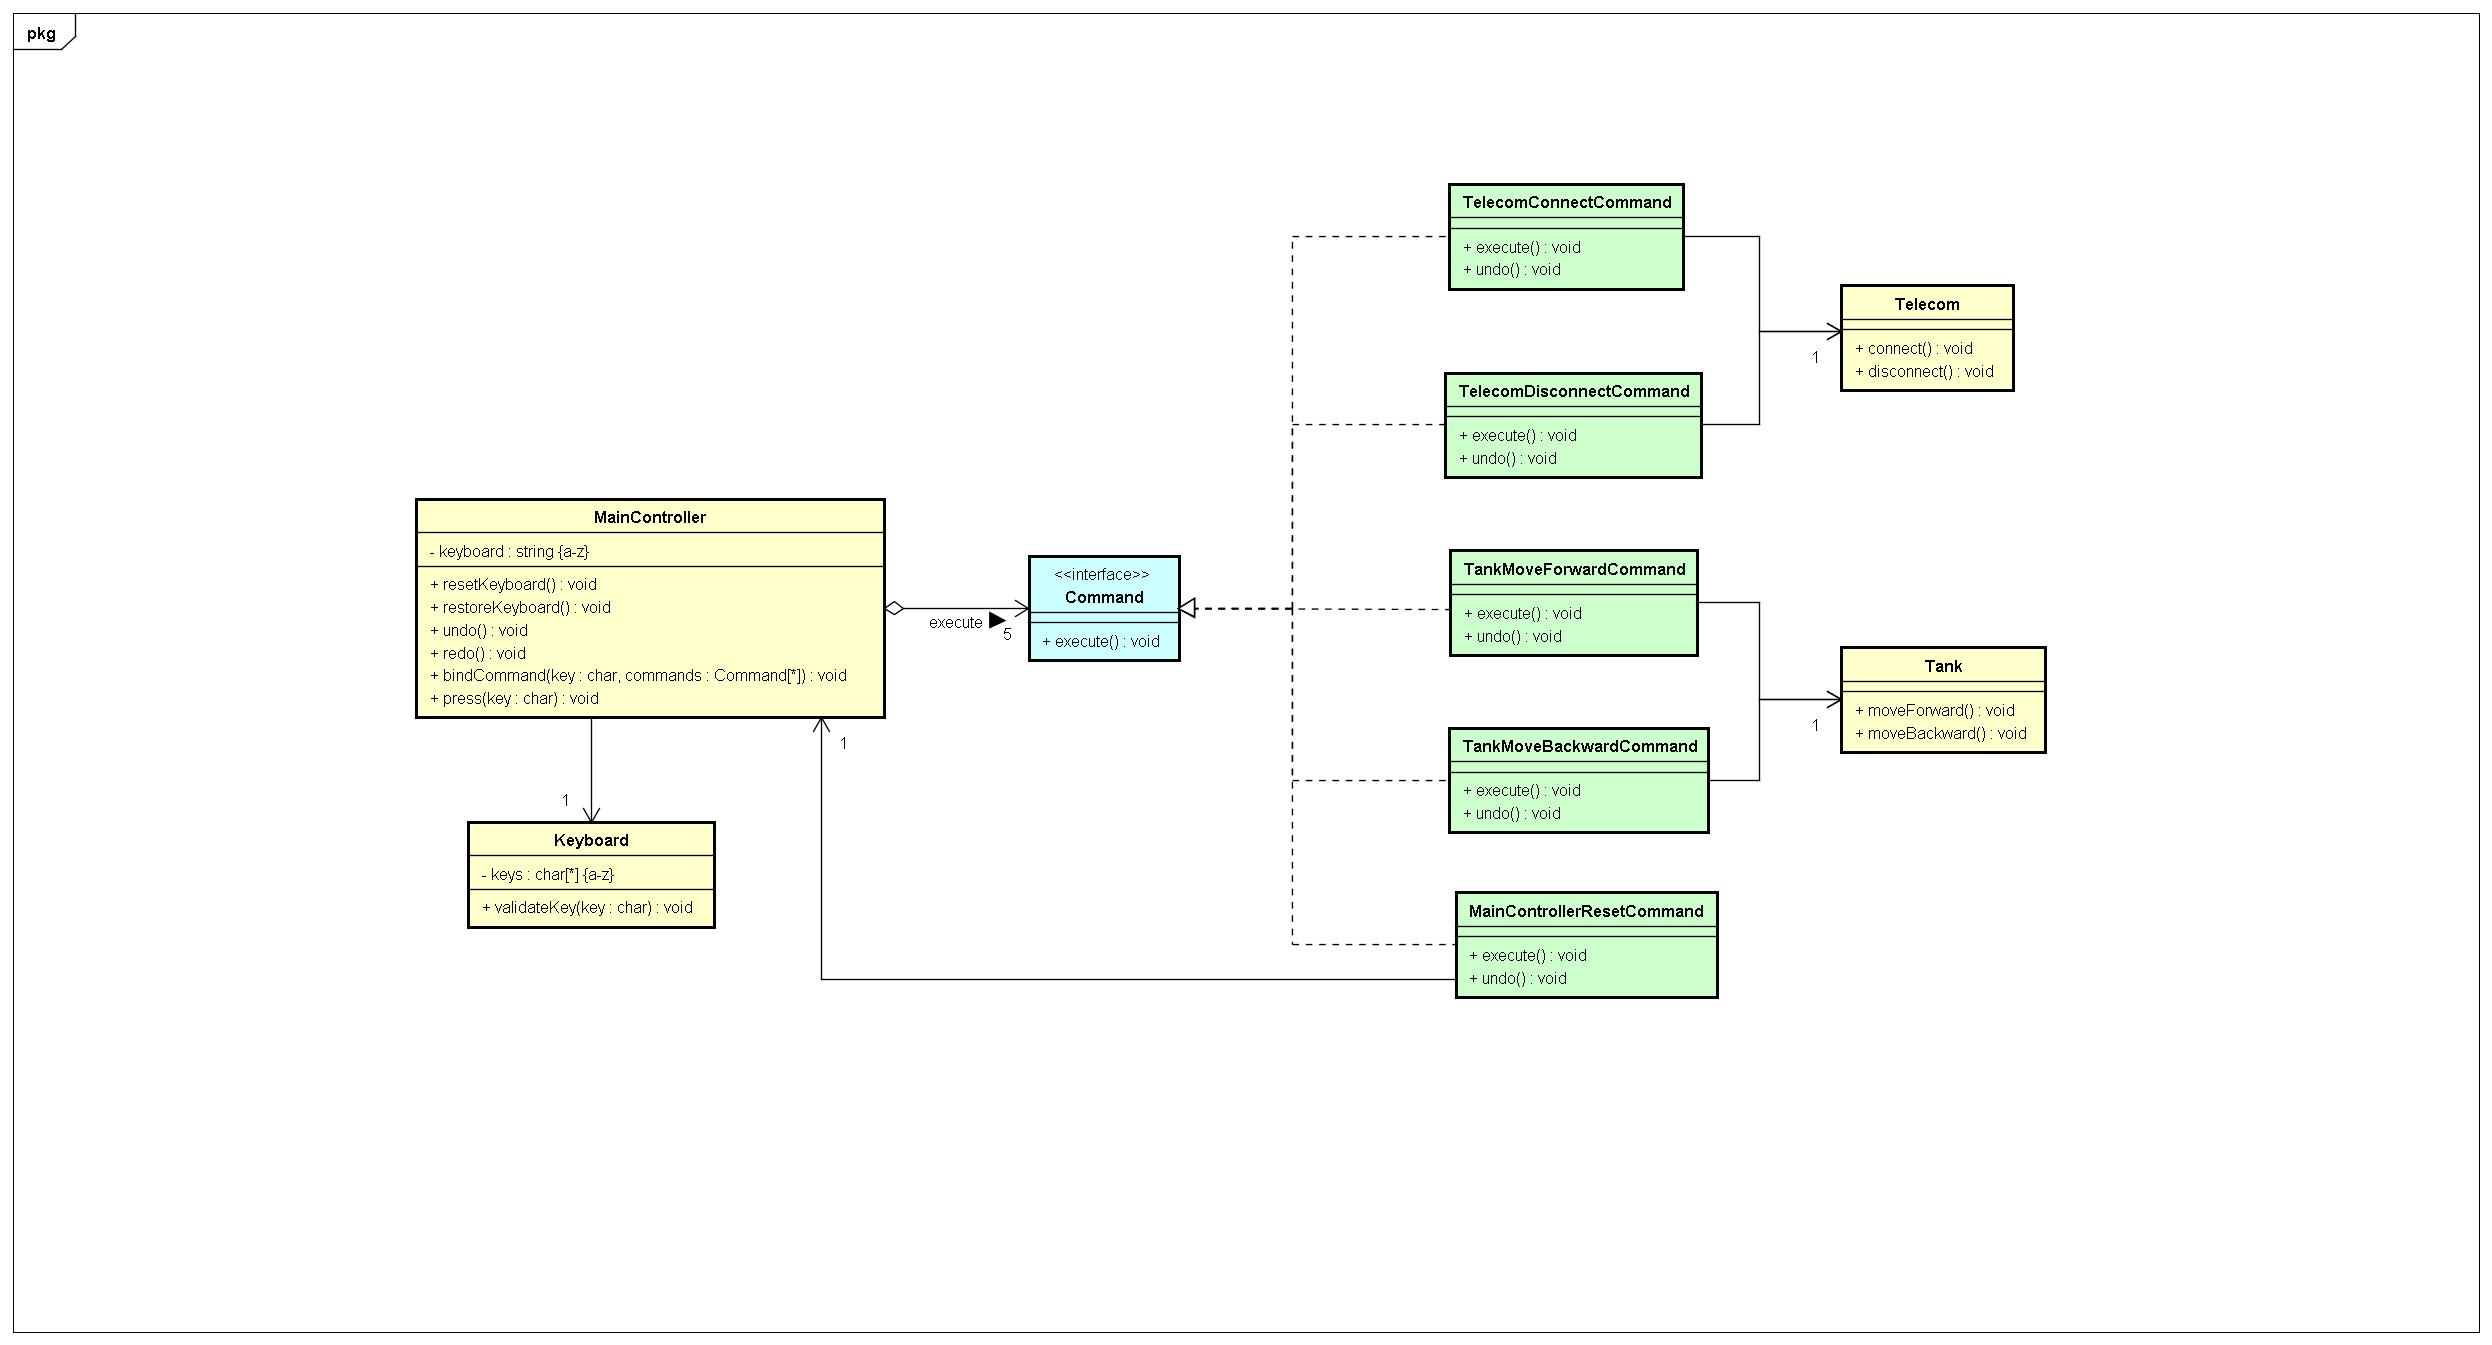 pkg
TelecomConnectCommand
+ execute() : void
+ undo() : void
Telecom
+ connect() : void
+ disconnect() : void
1
TelecomDisconnectCommand
+ execute() : void
+ undo() : void
MainController
- keyboard : string {a-z}
+ resetKeyboard() : void
+ restoreKeyboard() : void
+ undo() : void
+ redo() : void
+ bindCommand(key : char, commands : Command[*]) : void
+ press(key : char) : void
execute
5
<<interface>>
Command
+ execute() : void
TankMoveForwardCommand
+ execute() : void
+ undo() : void
Tank
+ moveForward() : void
+ moveBackward() : void
1
TankMoveBackwardCommand
+ execute() : void
+ undo() : void
1
1
Keyboard
- keys : char[*] {a-z}
+ validateKey(key : char) : void
MainControllerResetCommand
+ execute() : void
+ undo() : void